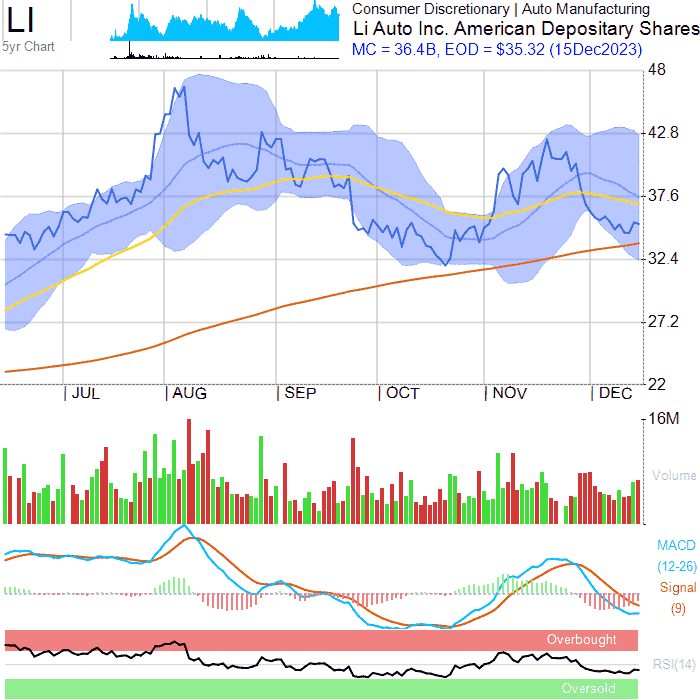 LI
5yr Chart
Consumer Discretionary | Auto Manufacturing
Li Auto Inc. American Depositary Shares
MC = 36.4B, EOD = $35.32 (15Dec2023)
48
42.8
37.6
32.4
27.2
22
| JUL | AUG | SEP | OCT | NOV | DEC
16M
Volume
MACD
(12-26)
Signal
(9)
Overbought
RSI(14)
Oversold